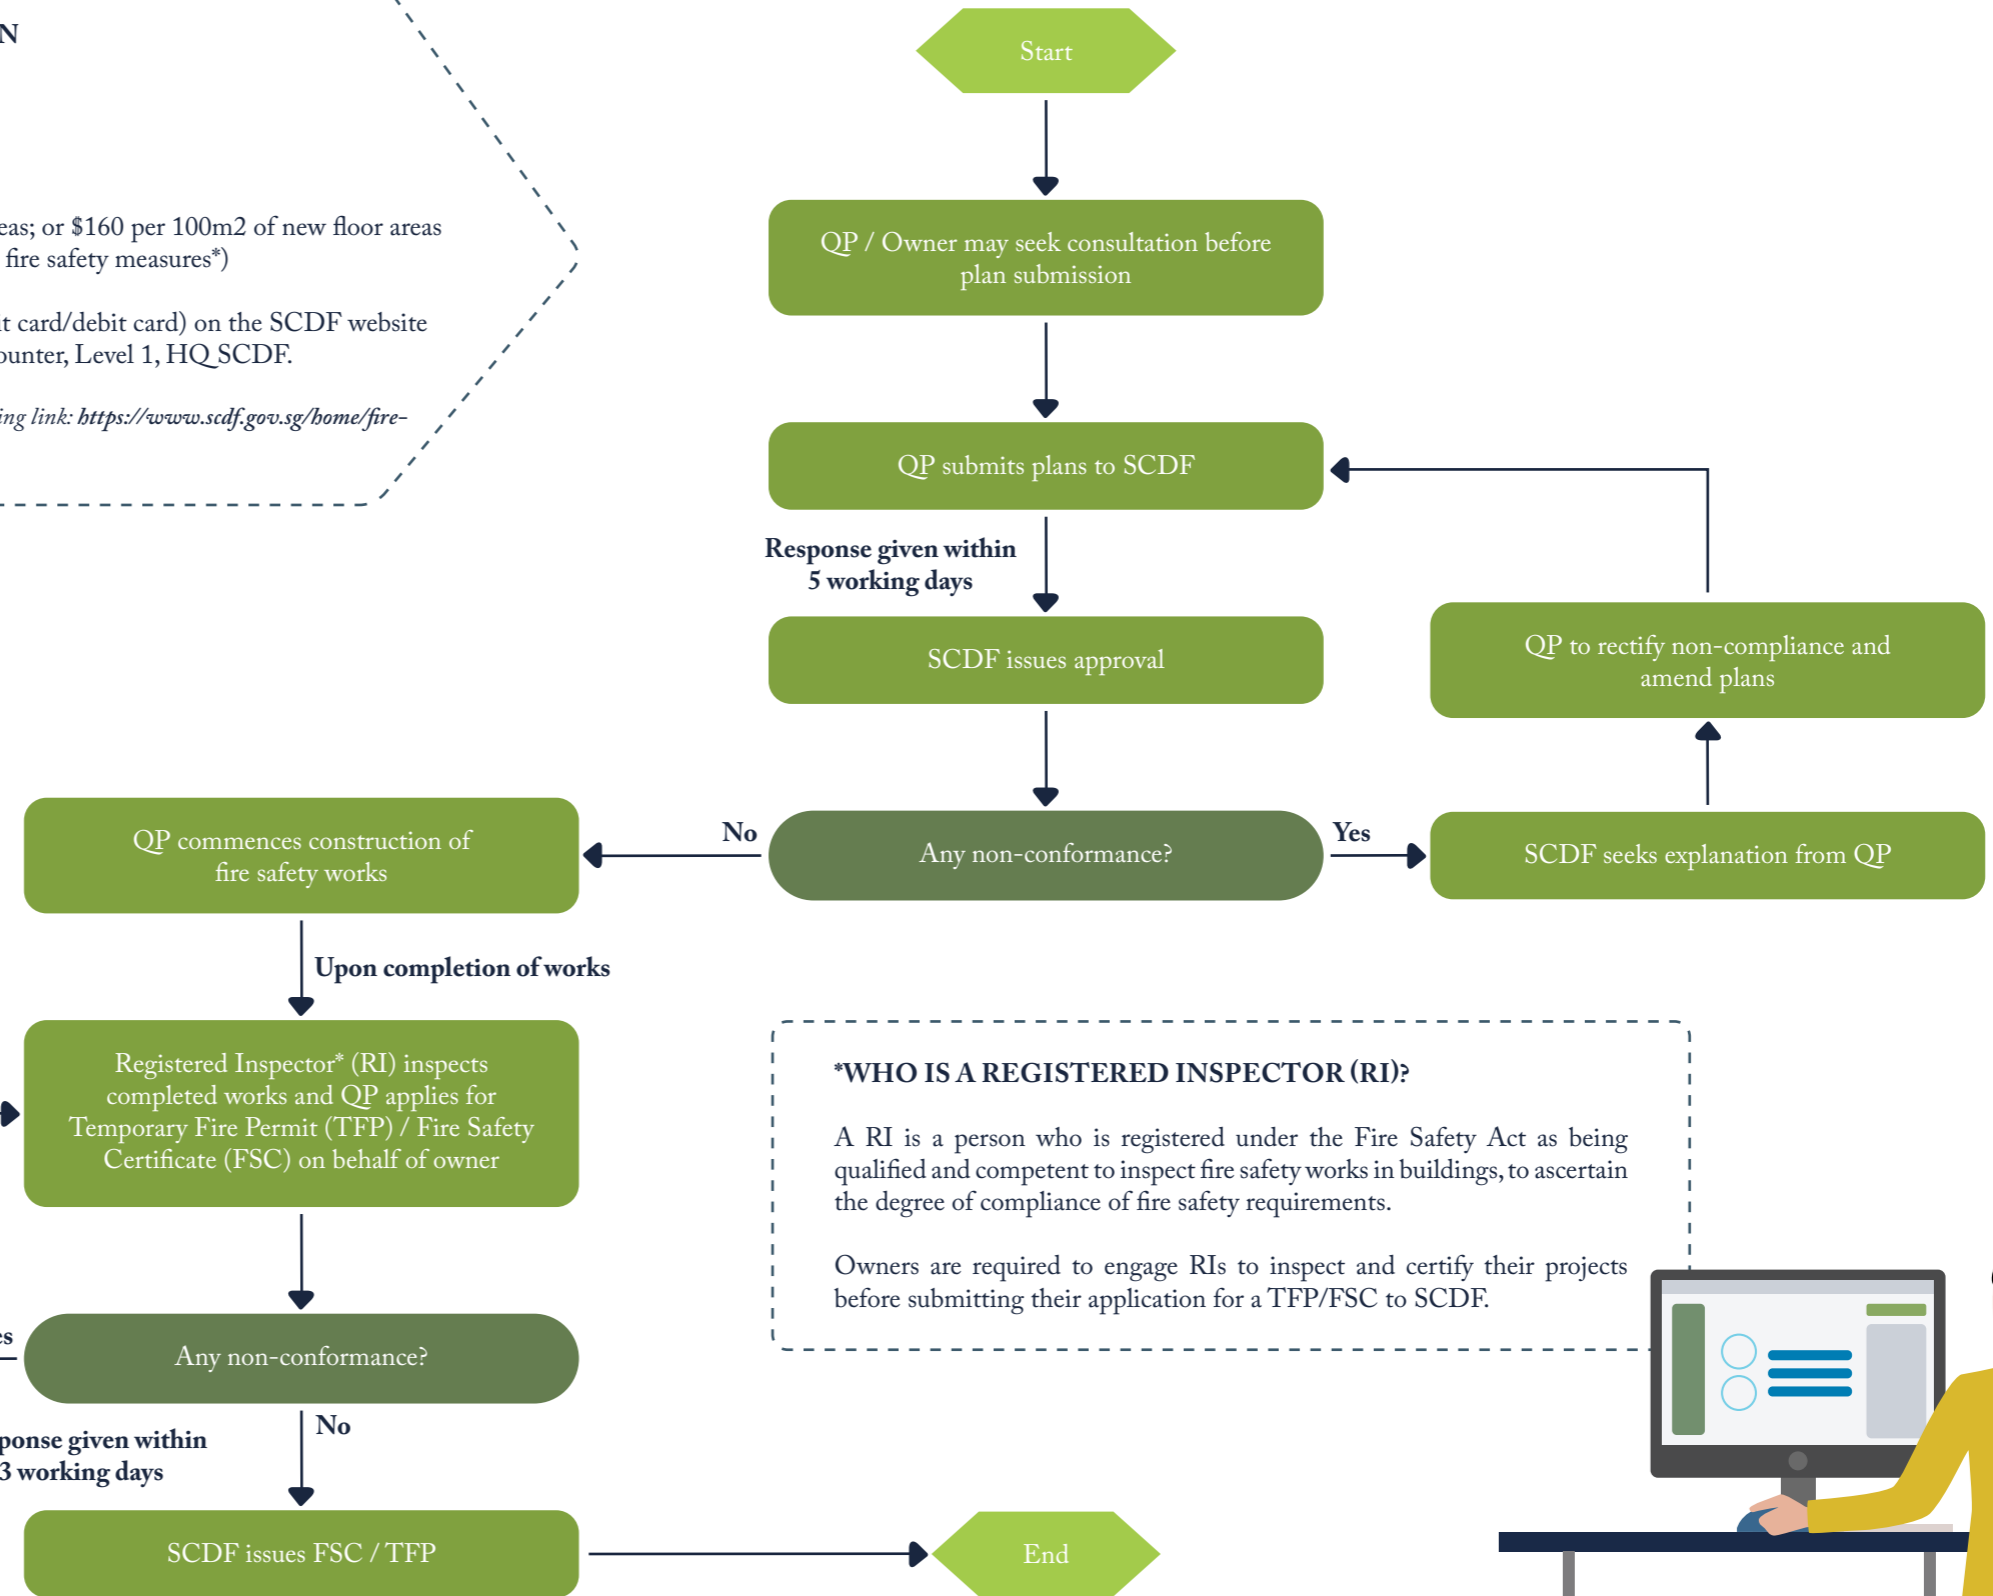 N
eas; or $160 per 100m2 of new floor areas
fire safety measures*)
it card/debit card) on the SCDF website
ounter, Level 1, HQ SCDF.
ing link: https://www.scdf.gov.sg/home/fire-
Start
QP / Owner may seek consultation before
plan submission
QP submits plans to SCDF
Response given within
5 working days
SCDF issues approval
QP to rectify non-compliance and
amend plans
Any non-conformance?
No
Yes
SCDF seeks explanation from QP
QP commences construction of
fire safety works
Upon completion of works
Registered Inspector* (RI) inspects
completed works and QP applies for
Temporary Fire Permit (TFP) / Fire Safety
Certificate (FSC) on behalf of owner
*WHO IS A REGISTERED INSPECTOR (RI)?
A RI is a person who is registered under the Fire Safety Act as being
qualified and competent to inspect fire safety works in buildings, to ascertain
the degree of compliance of fire safety requirements.
Owners are required to engage RIs to inspect and certify their projects
before submitting their application for a TFP/FSC to SCDF.
es
Any non-conformance?
No
ponse given within
3 working days
SCDF issues FSC / TFP
End